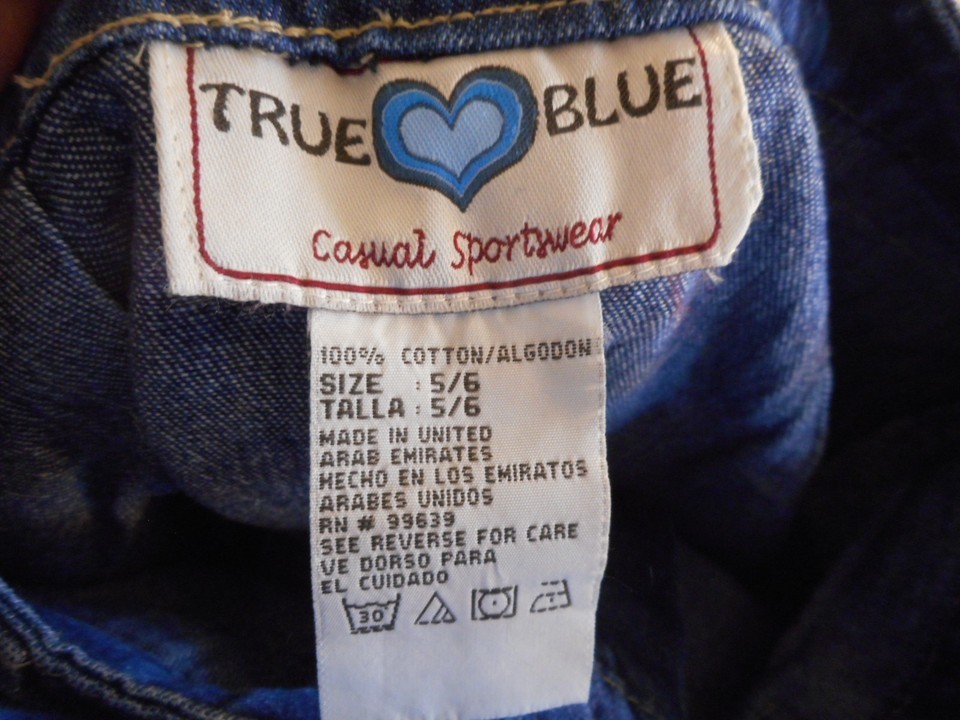 TRUE BLUE
Casual Sportswear
100% COTTON/ALGODON
SIZE : 5/6
TALLA : 5/6
MADE IN UNITED
ARAB EMIRATES
HECHO EN LOS EMIRATOS
ARABES UNIDOS
RN # 99639
SEE REVERSE FOR CARE
VE DORSO PARA
EL CUIDADO
30°